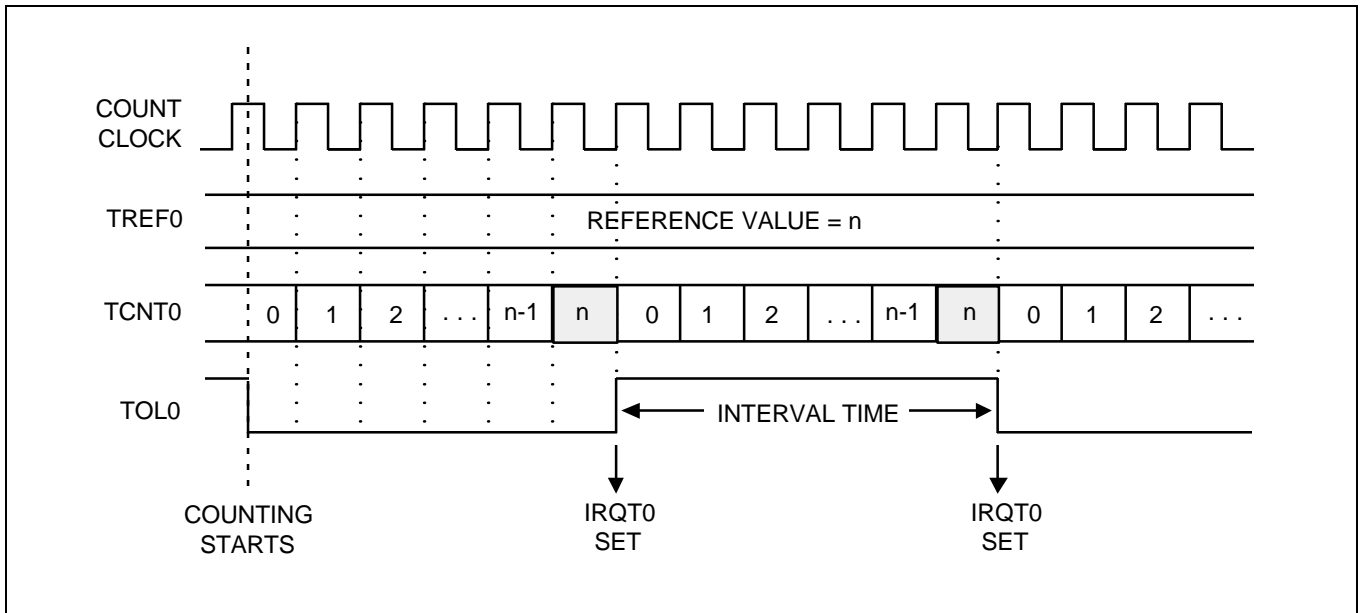 COUNT
CLOCK
TREF0
REFERENCE VALUE = n
TCNT0
0 1 2 . . . n-1 n 0 1 2 . . . n-1 n 0 1 2 . . .
TOL0
INTERVAL TIME
COUNTING
STARTS
IRQT0
SET
IRQT0
SET